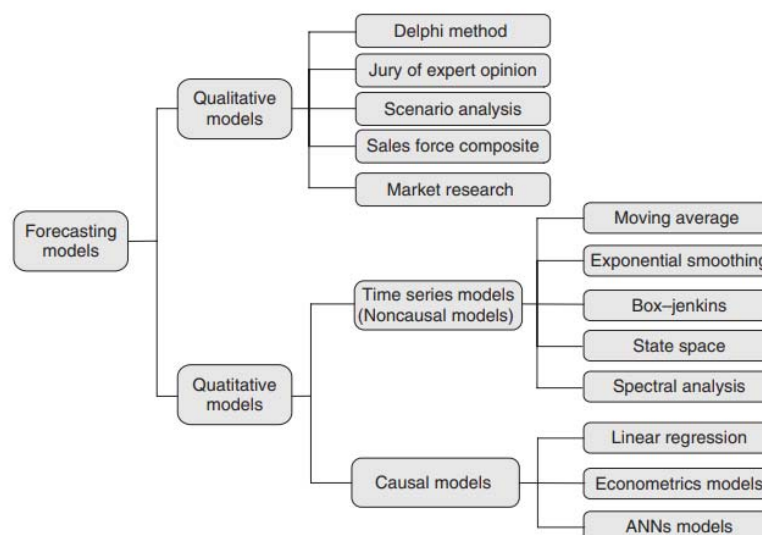 Delphi method
Jury of expert opinion
Qualitative
models
Scenario analysis
Sales force composite
Market research
Forecasting
models
Moving average
Exponential smoothing
Time series models
(Noncausal models)
Box–jenkins
State space
Spectral analysis
Quatitative
models
Linear regression
Causal models
Econometrics models
ANNs models